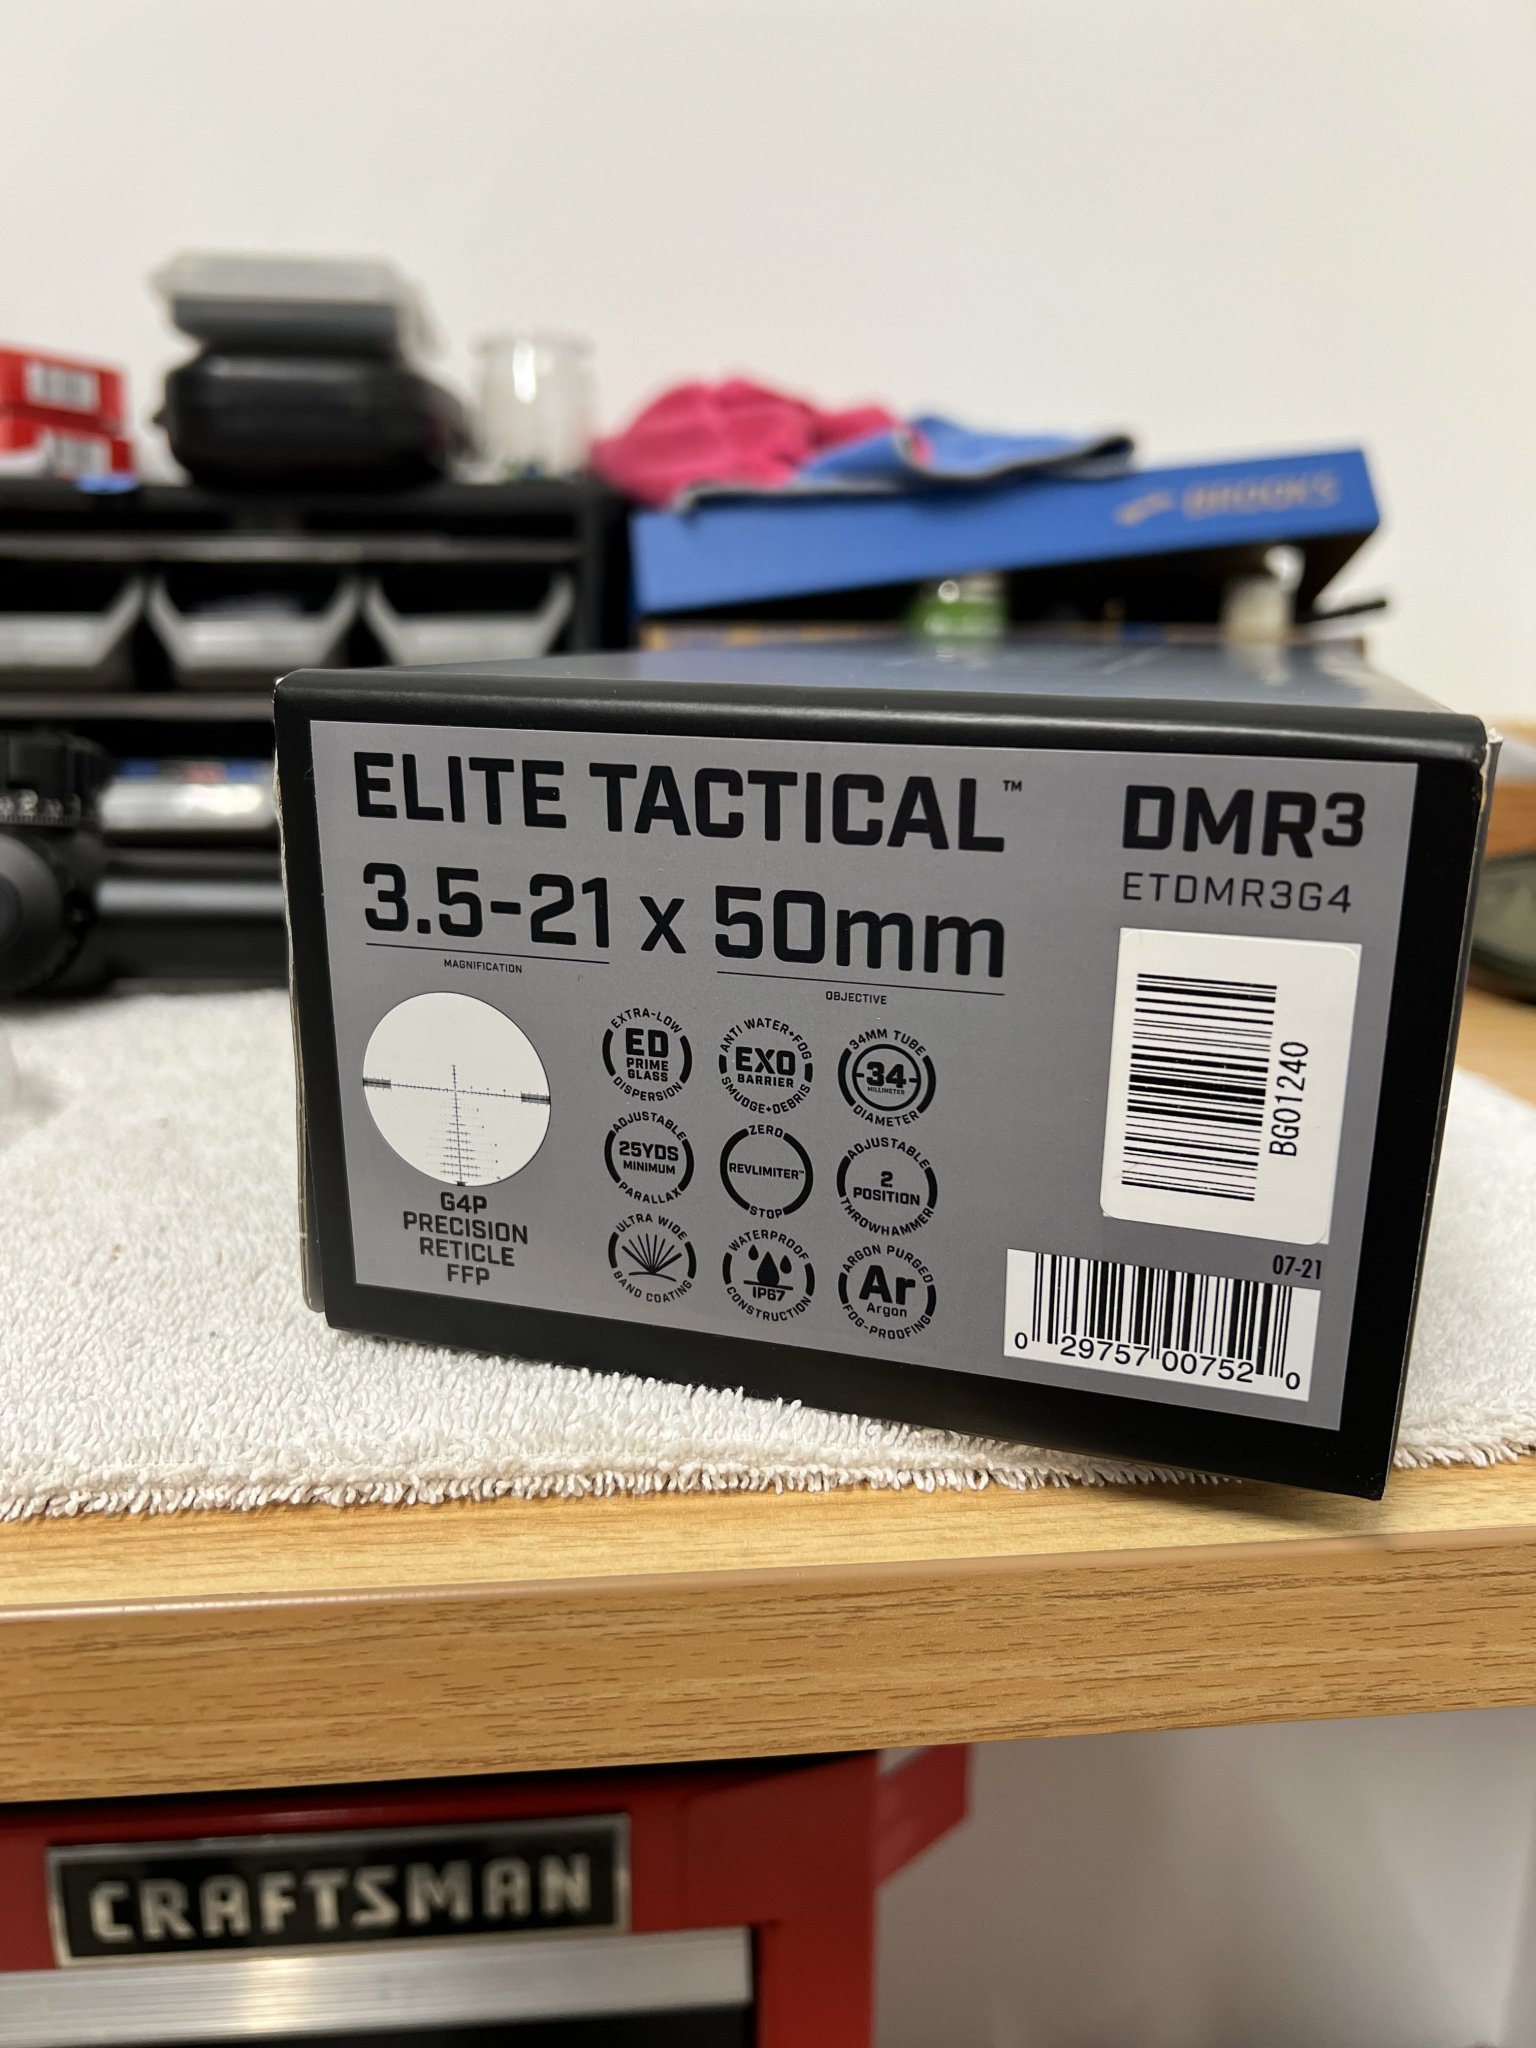 BROOKS
ELITE TACTICAL™
DMR3
ETDMR3G4
3.5-21 x 50mm
MAGNIFICATION
OBJECTIVE
EXTRA-LOW
ED
PRIME
GLASS
DISPERSION
ANTI WATER+FOG
EXO
BARRIER
SMUDGE+DEBRIS
34MM TUBE
-34-
MILLIMETER
DIAMETER
ADJUSTABLE
25YDS
MINIMUM
PARALLAX
ZERO
REVLIMITER™
STOP
ADJUSTABLE
2
POSITION
THROWHAMMER
ULTRA WIDE
BAND COATING
WATERPROOF
IP67
CONSTRUCTION
ARGON PURGED
Ar
Argon
FOG-PROOFING
G4P
PRECISION
RETICLE
FFP
BG01240
07-21
0 29757 00752 0
CRAFTSMAN